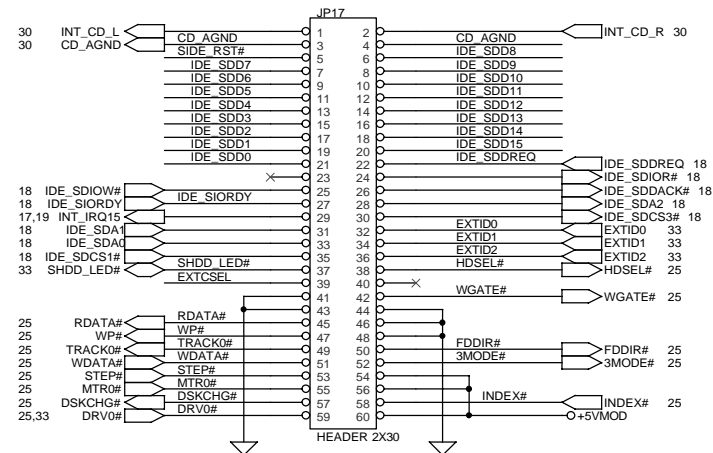 JP17
30 INT_CD_L 1 2 INT_CD_R 30
30 CD_AGND CD_AGND 3 4 CD_AGND
SIDE_RST# 5 6 IDE_SDD8
IDE_SDD7 7 8 IDE_SDD9
IDE_SDD6 9 10 IDE_SDD10
IDE_SDD5 11 12 IDE_SDD11
IDE_SDD4 13 14 IDE_SDD12
IDE_SDD3 15 16 IDE_SDD13
IDE_SDD2 17 18 IDE_SDD14
IDE_SDD1 19 20 IDE_SDD15
IDE_SDD0 21 22 IDE_SDDREQ IDE_SDDREQ 18
23 24 IDE_SDIOR# 18
18 IDE_SDIOW# 25 26 IDE_SDDACK# 18
18 IDE_SIORDY IDE_SIORDY 27 28 IDE_SDA2 18
17,19 INT_IRQ15 29 30 IDE_SDCS3# 18
18 IDE_SDA1 31 32 EXTID0 EXTID0 33
18 IDE_SDA0 33 34 EXTID1 EXTID1 33
18 IDE_SDCS1# 35 36 EXTID2 EXTID2 33
33 SHDD_LED# SHDD_LED# 37 38 HDSEL# HDSEL# 25
EXTCSEL 39 40
41 42 WGATE# WGATE# 25
43 44
25 RDATA# RDATA# 45 46
25 WP# WP# 47 48
25 TRACK0# TRACK0# 49 50 FDDIR# FDDIR# 25
25 WDATA# WDATA# 51 52 3MODE# 3MODE# 25
25 STEP# STEP# 53 54
25 MTR0# MTR0# 55 56
25 DSKCHG# DSKCHG# 57 58 INDEX# INDEX# 25
25,33 DRV0# DRV0# 59 60 +5VMOD
HEADER 2X30